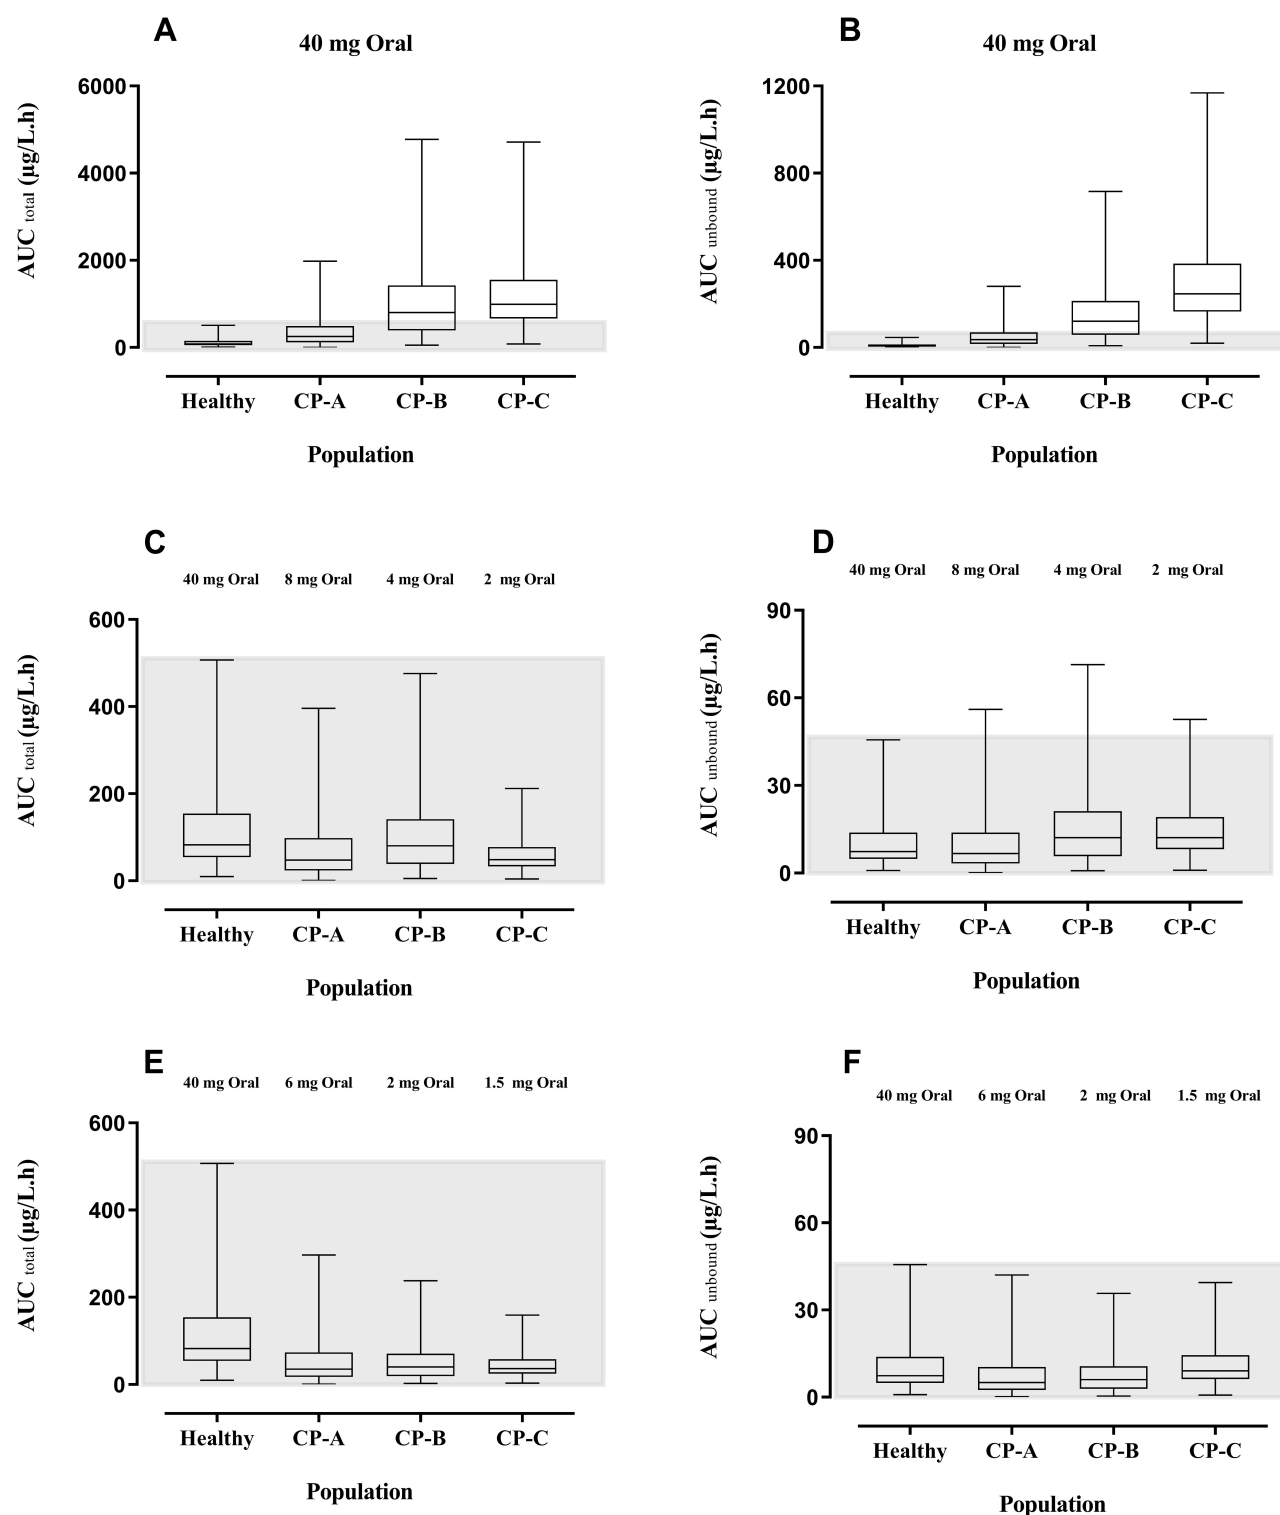 A
40 mg Oral
AUC total (µg/L.h)
6000
4000
2000
0
Healthy CP-A CP-B CP-C
Population
B
40 mg Oral
AUC unbound (µg/L.h)
1200
800
400
0
Healthy CP-A CP-B CP-C
Population
C
40 mg Oral 8 mg Oral 4 mg Oral 2 mg Oral
AUC total (µg/L.h)
600
400
200
0
Healthy CP-A CP-B CP-C
Population
D
40 mg Oral 8 mg Oral 4 mg Oral 2 mg Oral
AUC unbound (µg/L.h)
90
60
30
0
Healthy CP-A CP-B CP-C
Population
E
40 mg Oral 6 mg Oral 2 mg Oral 1.5 mg Oral
AUC total (µg/L.h)
600
400
200
0
Healthy CP-A CP-B CP-C
Population
F
40 mg Oral 6 mg Oral 2 mg Oral 1.5 mg Oral
AUC unbound (µg/L.h)
90
60
30
0
Healthy CP-A CP-B CP-C
Population